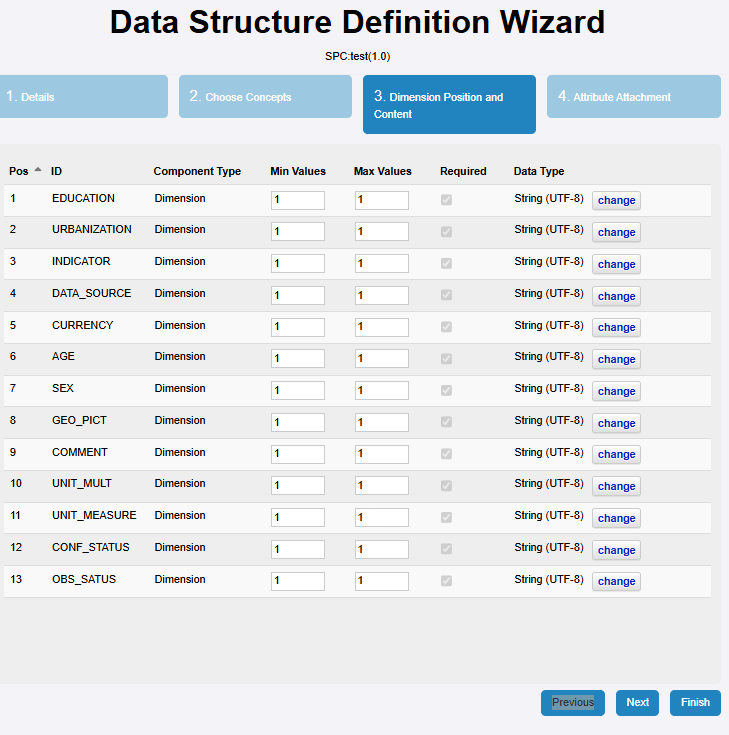 Data Structure Definition Wizard
SPC:test(1.0)
1. Details
2. Choose Concepts
3. Dimension Position and
Content
4. Attribute Attachment
Pos ID Component Type Min Values Max Values Required Data Type
1 EDUCATION Dimension 1 1 String (UTF-8) change
2 URBANIZATION Dimension 1 1 String (UTF-8) change
3 INDICATOR Dimension 1 1 String (UTF-8) change
4 DATA_SOURCE Dimension 1 1 String (UTF-8) change
5 CURRENCY Dimension 1 1 String (UTF-8) change
6 AGE Dimension 1 1 String (UTF-8) change
7 SEX Dimension 1 1 String (UTF-8) change
8 GEO_PICT Dimension 1 1 String (UTF-8) change
9 COMMENT Dimension 1 1 String (UTF-8) change
10 UNIT_MULT Dimension 1 1 String (UTF-8) change
11 UNIT_MEASURE Dimension 1 1 String (UTF-8) change
12 CONF_STATUS Dimension 1 1 String (UTF-8) change
13 OBS_SATUS Dimension 1 1 String (UTF-8) change
Previous Next Finish